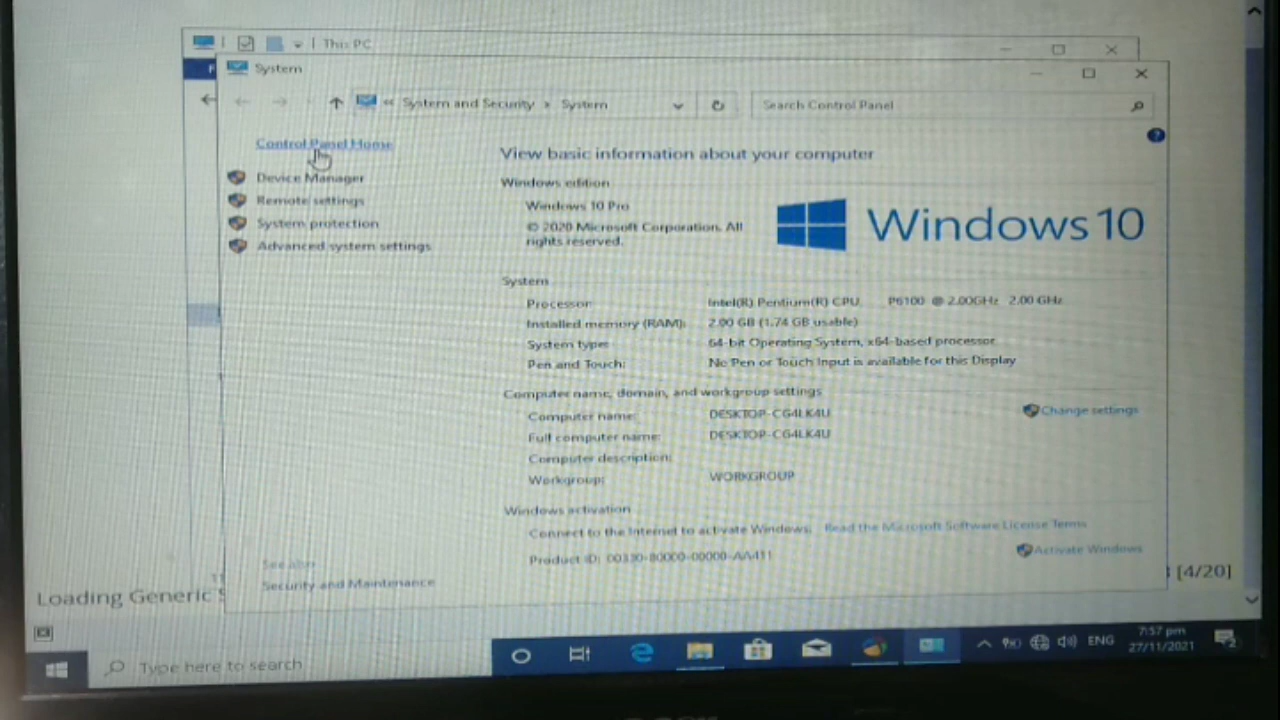 This PC
System
« System and Security > System
Search Control Panel
Control Panel Home
Device Manager
Remote settings
System protection
Advanced system settings
View basic information about your computer
Windows edition
Windows 10 Pro
© 2020 Microsoft Corporation. All
rights reserved.
Windows 10
System
Processor: Intel(R) Pentium(R) CPU P6100 @ 2.00GHz 2.00 GHz
Installed memory (RAM): 2.00 GB (1.74 GB usable)
System type: 64-bit Operating System, x64-based processor
Pen and Touch: No Pen or Touch Input is available for this Display
Computer name, domain, and workgroup settings
Computer name: DESKTOP-CG4LK4U
Change settings
Full computer name: DESKTOP-CG4LK4U
Computer description:
Workgroup: WORKGROUP
Windows activation
Connect to the Internet to activate Windows. Read the Microsoft Software License Terms
Product ID: 00330-80000-00000-AA411
Activate Windows
See also
Security and Maintenance
Loading Generic
[4/20]
Type here to search
ENG
7:57 pm
27/11/2021